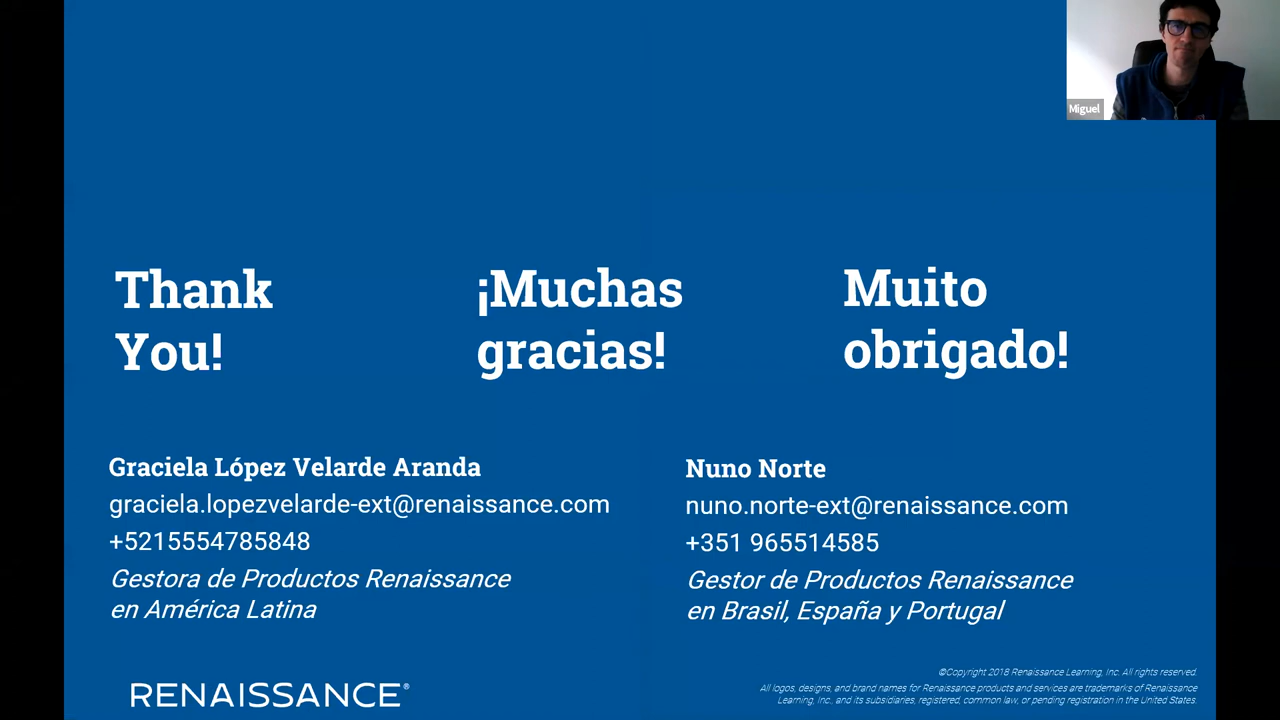 Miguel
Thank
You!
¡Muchas
gracias!
Muito
obrigado!
Graciela López Velarde Aranda
graciela.lopezvelarde-ext@renaissance.com
+5215554785848
Gestora de Productos Renaissance
en América Latina
Nuno Norte
nuno.norte-ext@renaissance.com
+351 965514585
Gestor de Productos Renaissance
en Brasil, España y Portugal
RENAISSANCE®
©Copyright 2018 Renaissance Learning, Inc. All rights reserved.
All logos, designs, and brand names for Renaissance products and services are trademarks of Renaissance
Learning, Inc., and its subsidiaries, registered, common law, or pending registration in the United States.